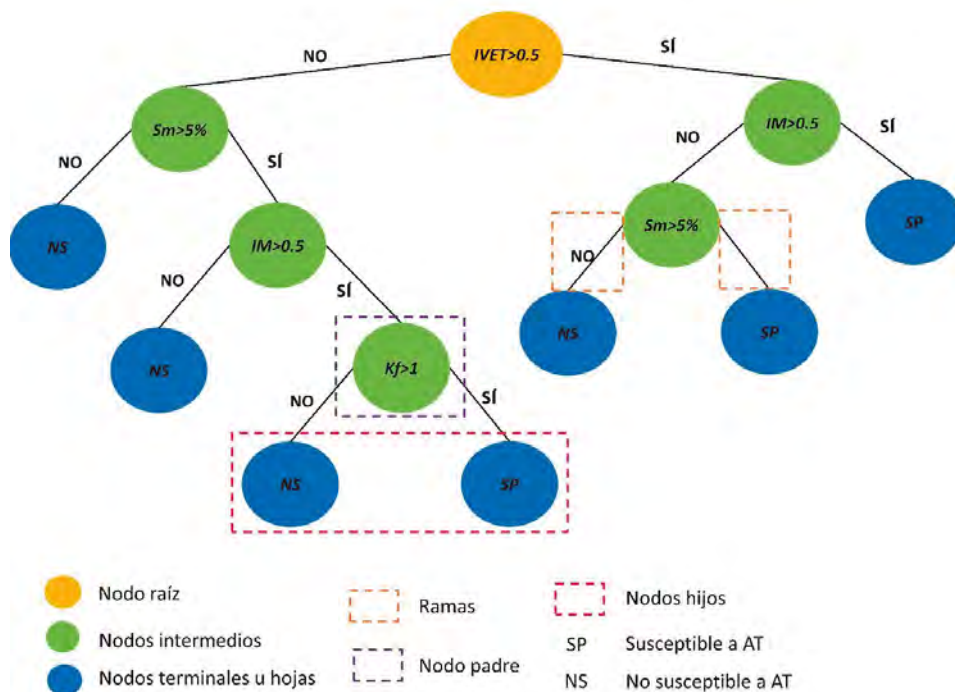 IVET>0.5
NO
SÍ
Sm>5%
IM>0.5
NO
SÍ
NO
SÍ
NS
IM>0.5
Sm>5%
SP
NO
SÍ
NO
NS
Kf>1
NS
SP
NO
SÍ
NS
SP
Nodo raíz
Nodos intermedios
Nodos terminales u hojas
Ramas
Nodo padre
Nodos hijos
SP Susceptible a AT
NS No susceptible a AT